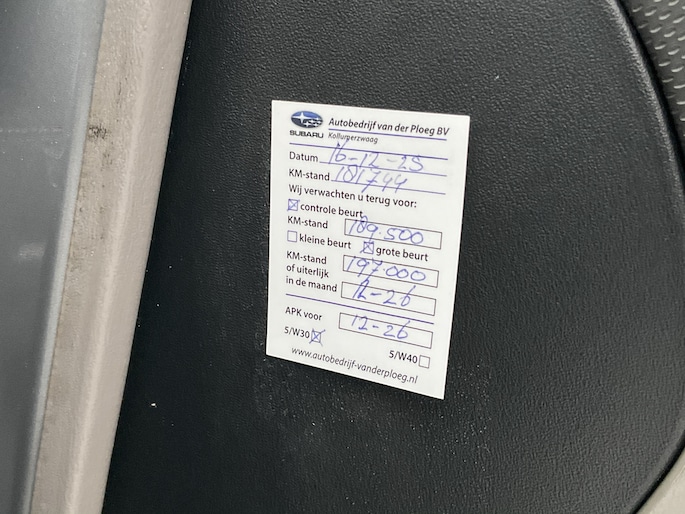 SUBARU Autobedrijf van der Ploeg BV
Kollumerzwaag
Datum 16-12-25
KM-stand 181744
Wij verwachten u terug voor:
controle beurt
KM-stand 189.500
kleine beurt grote beurt
KM-stand 197.000
of uiterlijk
in de maand 12-26
APK voor 12-26
5/W30 5/W40
www.autobedrijf-vanderploeg.nl